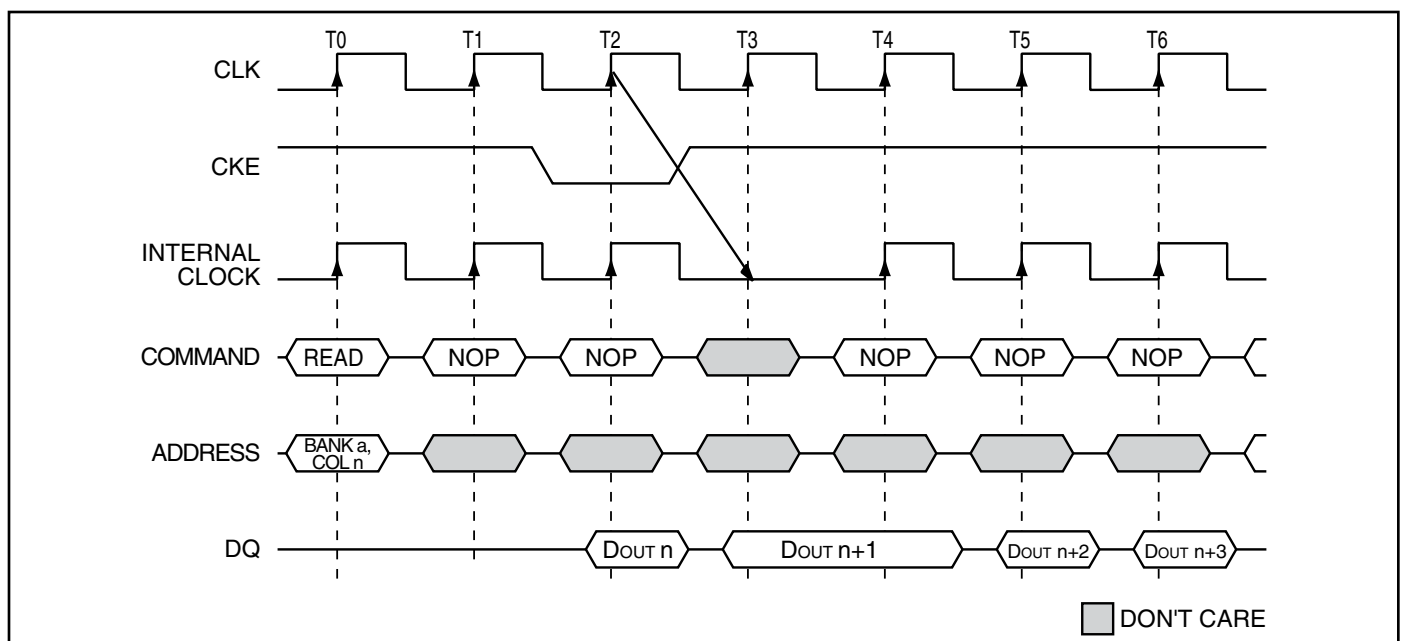 T0 T1 T2 T3 T4 T5 T6
CLK
CKE
INTERNAL
CLOCK
COMMAND READ NOP NOP NOP NOP NOP
ADDRESS BANK a,
COL n
DQ DOUT n DOUT n+1 DOUT n+2 DOUT n+3
DON'T CARE